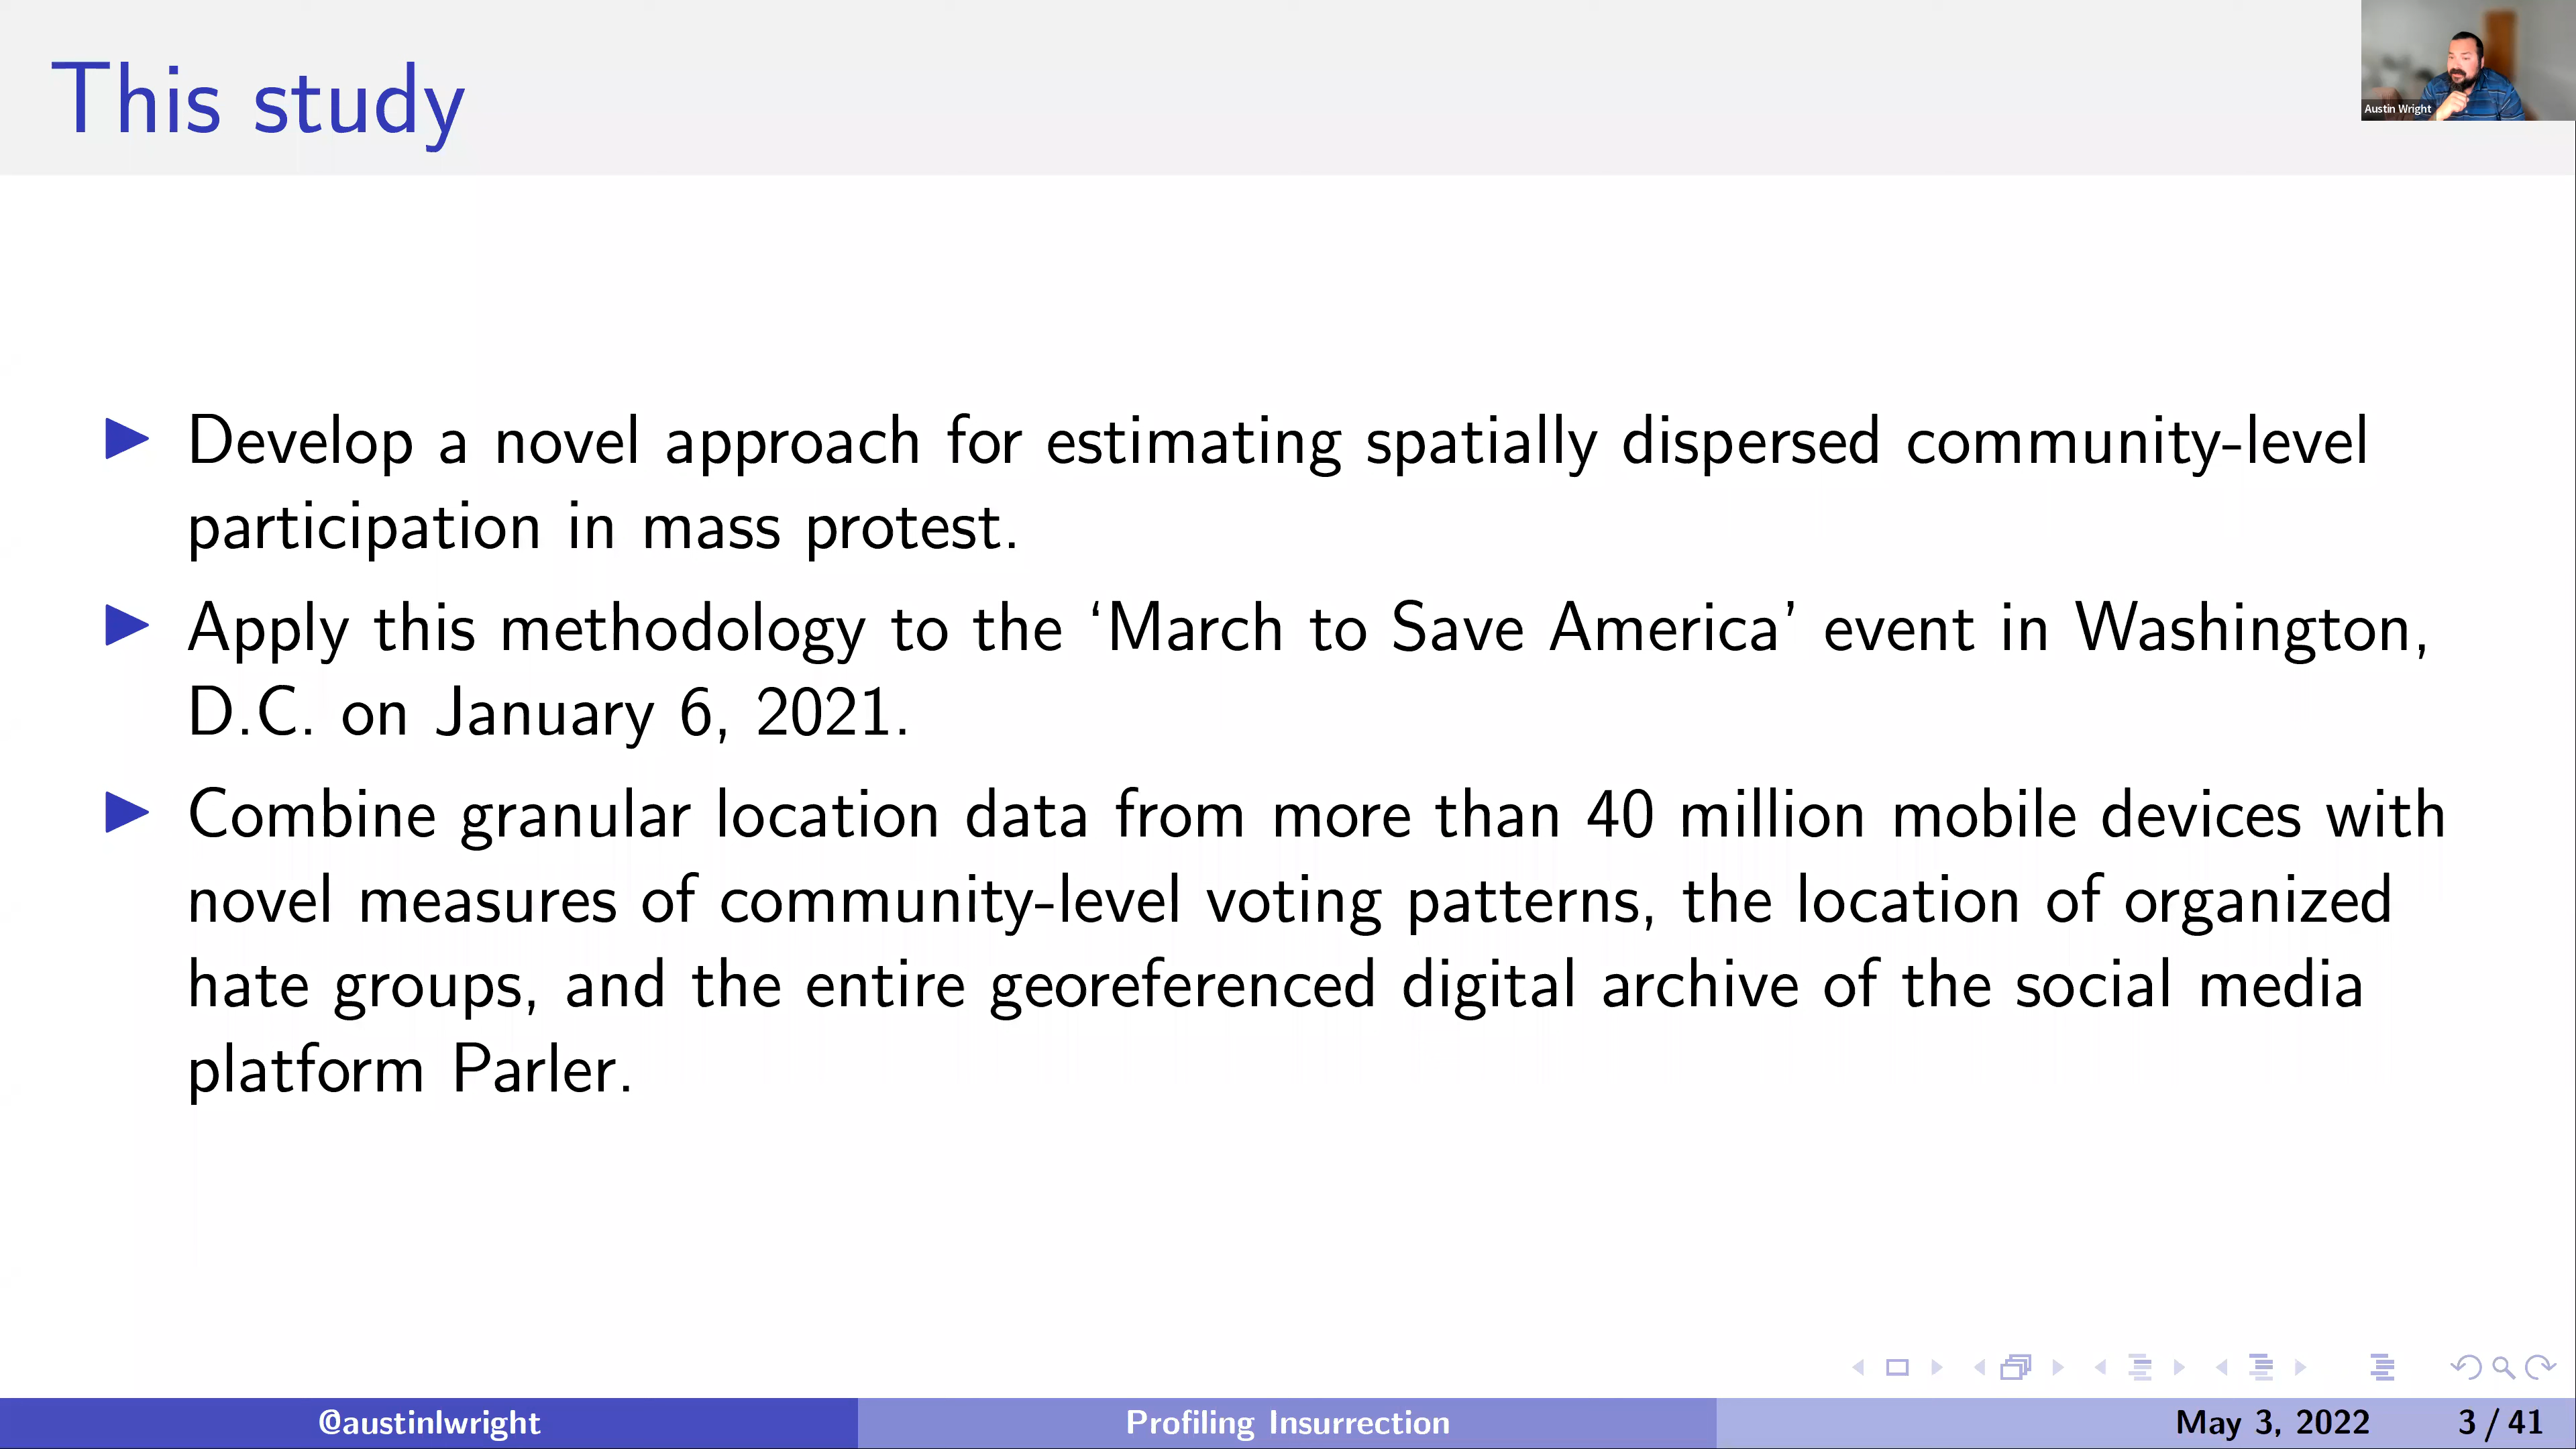 This study
Austin Wright
Develop a novel approach for estimating spatially dispersed community-level
participation in mass protest.
Apply this methodology to the ‘March to Save America’ event in Washington,
D.C. on January 6, 2021.
Combine granular location data from more than 40 million mobile devices with
novel measures of community-level voting patterns, the location of organized
hate groups, and the entire georeferenced digital archive of the social media
platform Parler.
@austinlwright
Profiling Insurrection
May 3, 2022
3 / 41